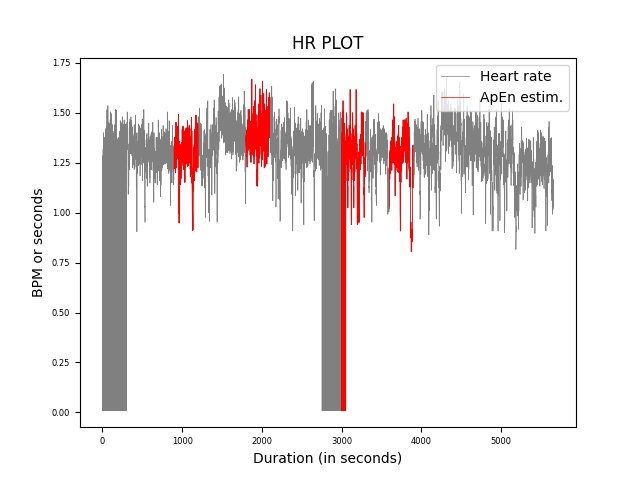 HR PLOT
Heart rate
ApEn estim.
BPM or seconds
1.75
1.50
1.25
1.00
0.75
0.50
0.25
0.00
0
1000
2000
3000
4000
5000
Duration (in seconds)